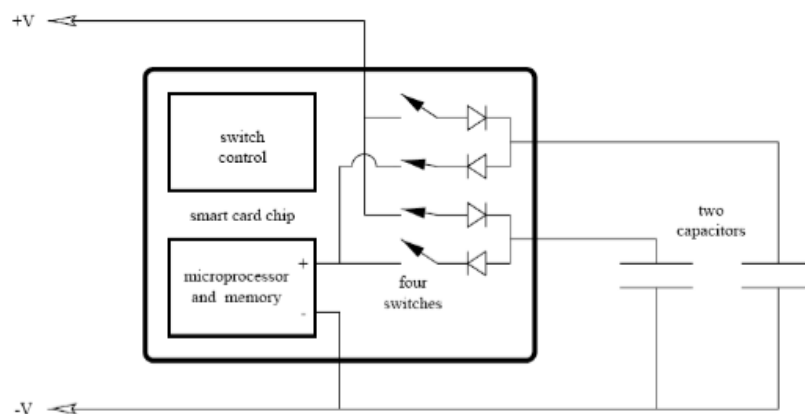 +V
switch
control
smart card chip
microprocessor
and memory
+
-
four
switches
two
capacitors
-V